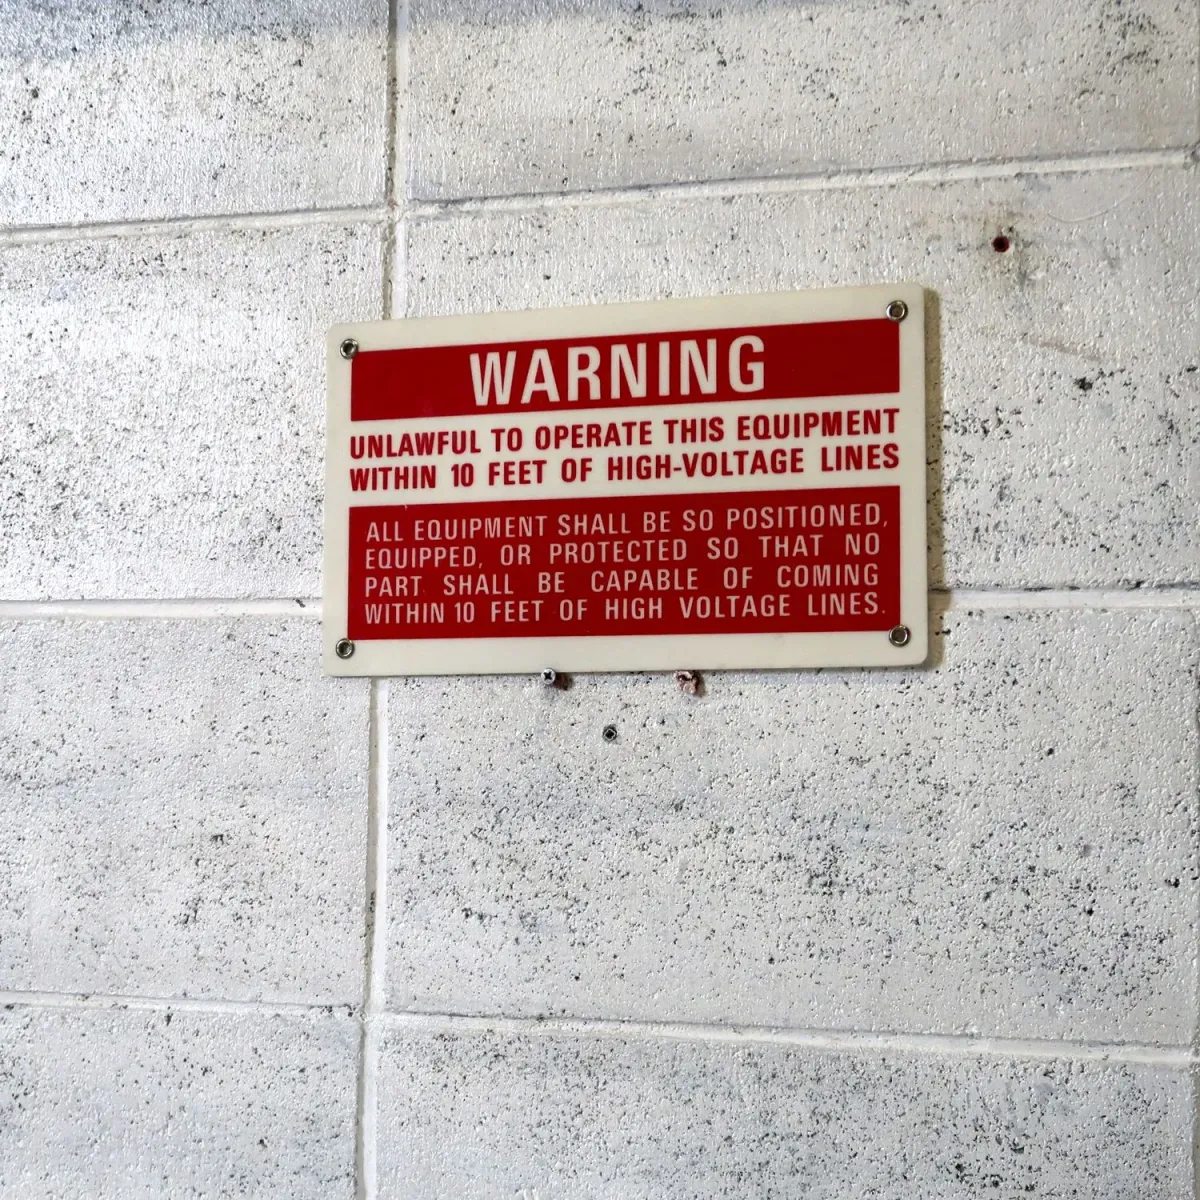 WARNING
UNLAWFUL TO OPERATE THIS EQUIPMENT
WITHIN 10 FEET OF HIGH-VOLTAGE LINES
ALL EQUIPMENT SHALL BE SO POSITIONED,
EQUIPPED, OR PROTECTED SO THAT NO
PART SHALL BE CAPABLE OF COMING
WITHIN 10 FEET OF HIGH VOLTAGE LINES.